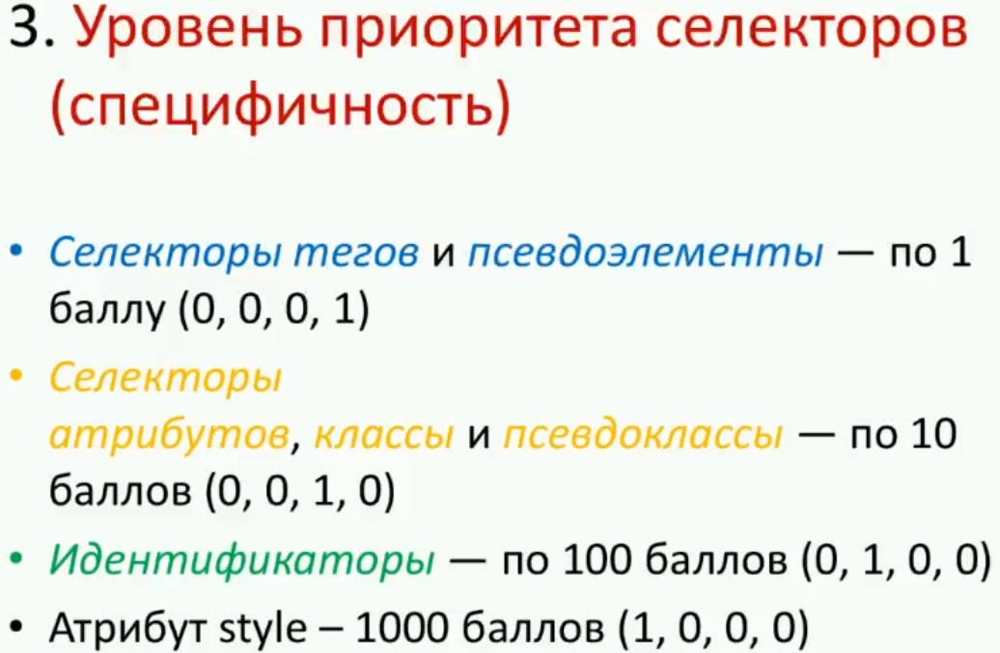 3. Уровень приоритета селекторов
(специфичность)
• Селекторы тегов и псевдоэлементы — по 1
баллу (0, 0, 0, 1)
• Селекторы
атрибутов, классы и псевдоклассы — по 10
баллов (0, 0, 1, 0)
• Идентификаторы — по 100 баллов (0, 1, 0, 0)
• Атрибут style – 1000 баллов (1, 0, 0, 0)